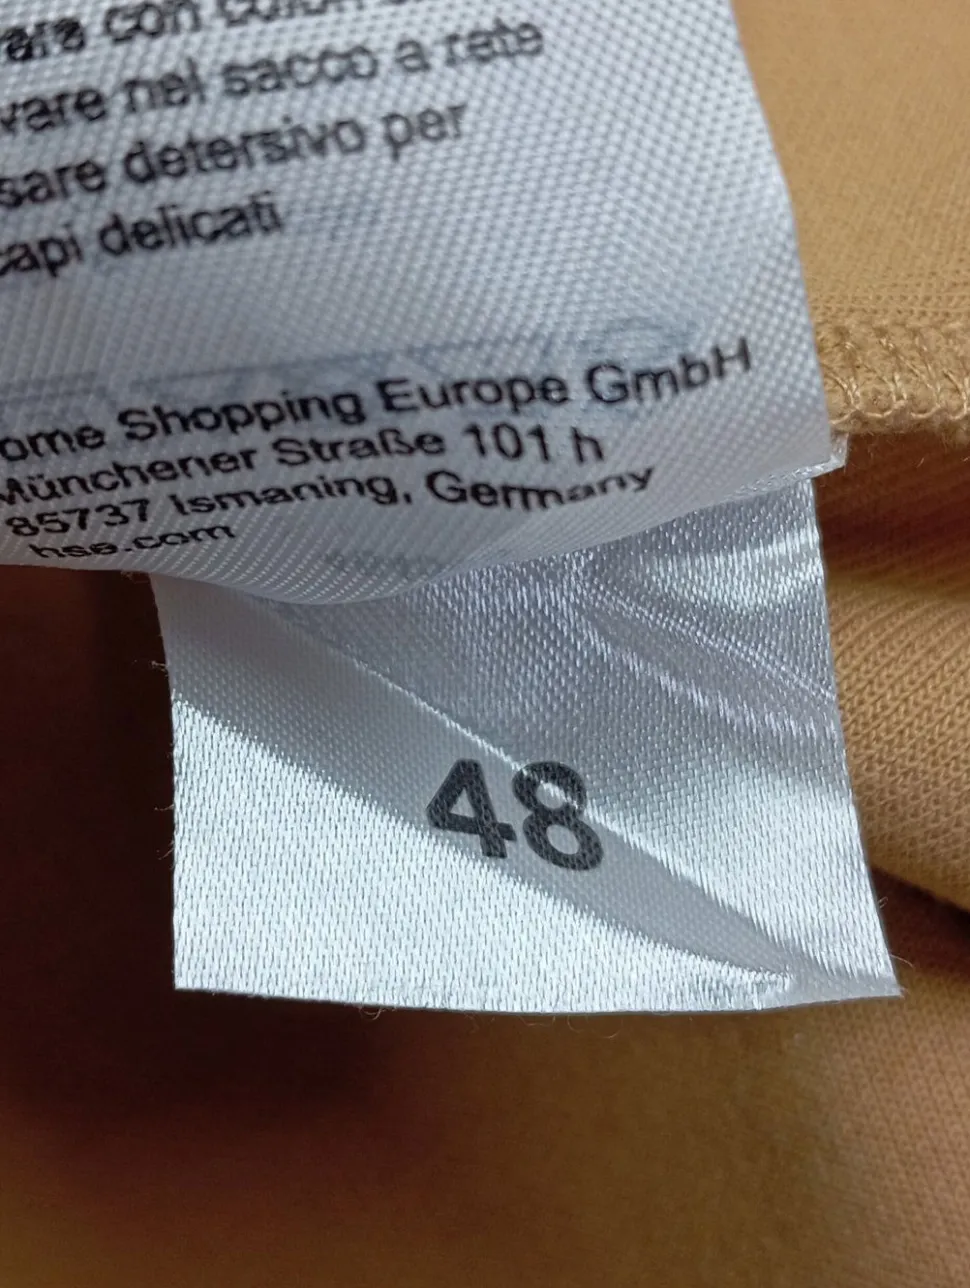 con
vare nel sacco a rete
sare detersivo per
capi delicati
ome Shopping Europe GmbH
Münchener Straße 101 h
85737 Ismaning, Germany
hse.com
48